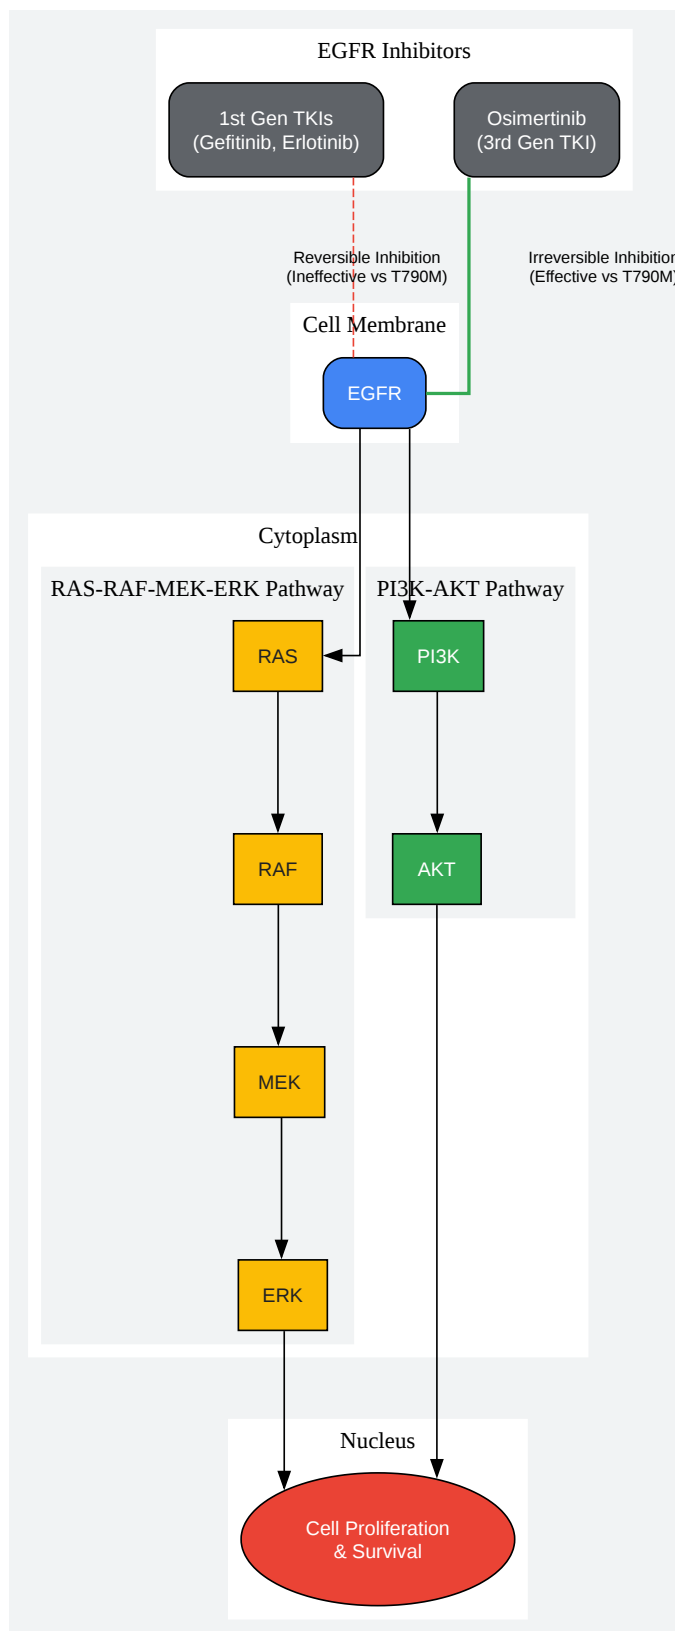 EGFR Inhibitors
1st Gen TKIs
(Gefitinib, Erlotinib)
Osimertinib
(3rd Gen TKI)
Reversible Inhibition
(Ineffective vs T790M)
Irreversible Inhibition
(Effective vs T790M)
Cell Membrane
EGFR
Cytoplasm
RAS-RAF-MEK-ERK Pathway
PI3K-AKT Pathway
RAS
PI3K
RAF
AKT
MEK
ERK
Nucleus
Cell Proliferation
& Survival